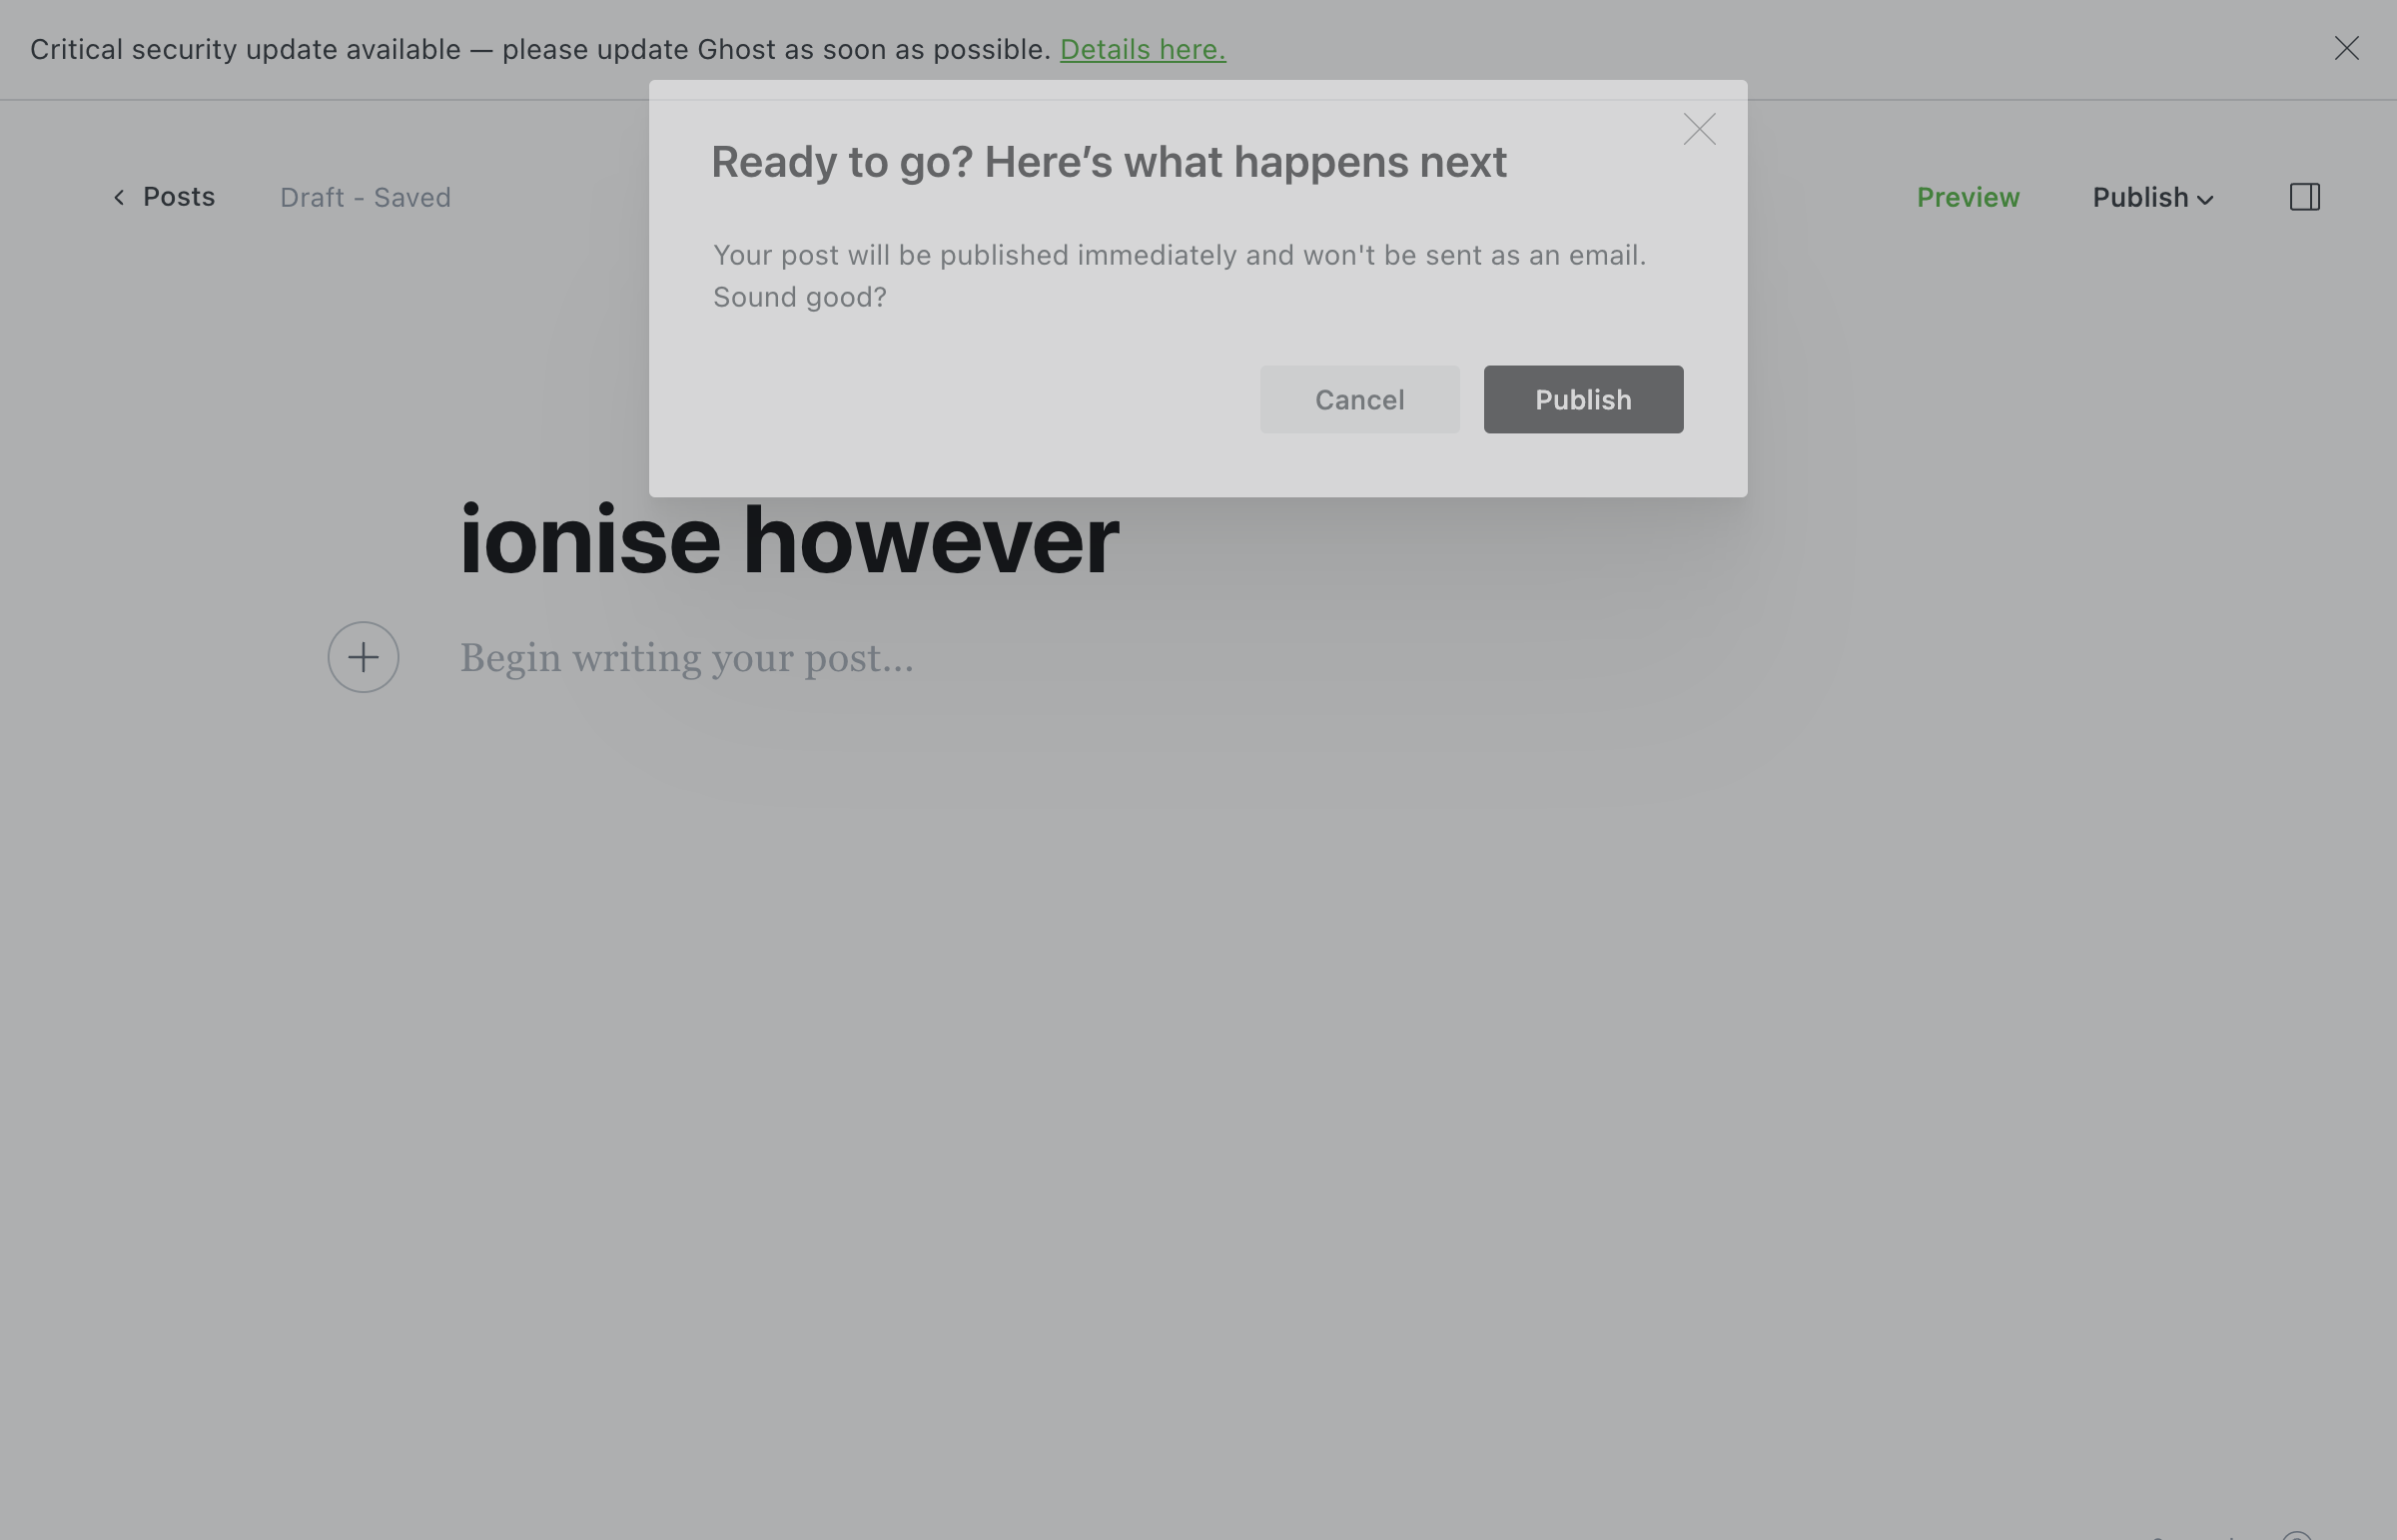 Critical security update available — please update Ghost as soon as possible. Details here.
Ready to go? Here’s what happens next
Posts
Draft - Saved
Preview
Publish
Your post will be published immediately and won't be sent as an email.
Sound good?
Cancel
Publish
ionise however
Begin writing your post...